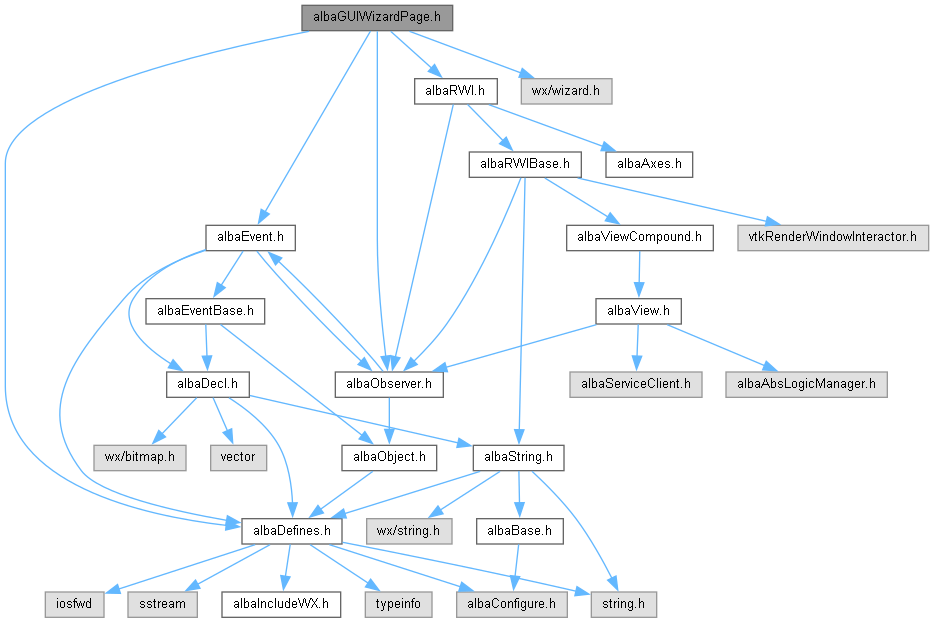 albaGUIWizardPage.h
albaRWI.h
wx/wizard.h
albaRWIBase.h
albaAxes.h
albaEvent.h
albaViewCompound.h
vtkRenderWindowInteractor.h
albaEventBase.h
albaView.h
albaDecl.h
albaObserver.h
albaServiceClient.h
albaAbsLogicManager.h
wx/bitmap.h
vector
albaObject.h
albaString.h
albaDefines.h
wx/string.h
albaBase.h
iosfwd
sstream
albaIncludeWX.h
typeinfo
albaConfigure.h
string.h